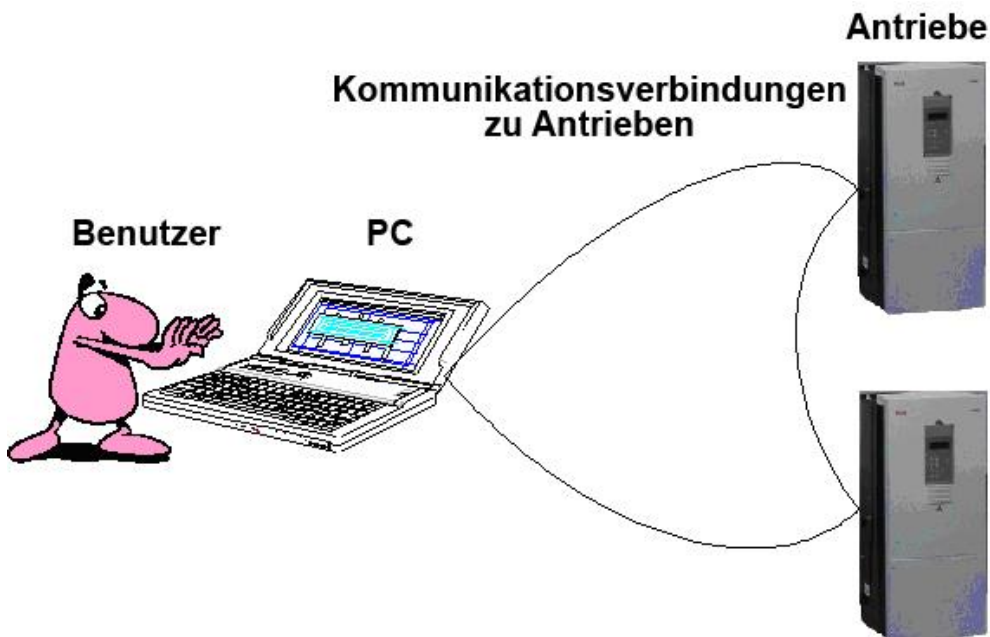 Antriebe
Kommunikationsverbindungen
zu Antrieben
Benutzer
PC